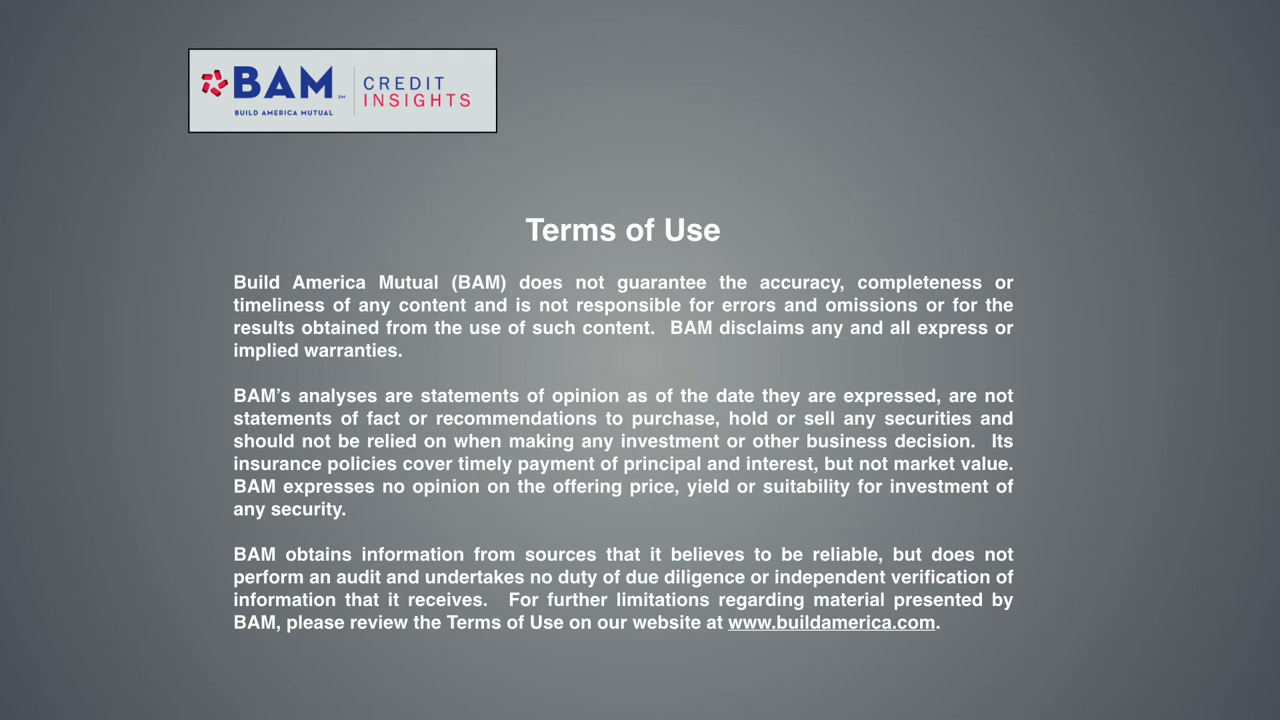 BAM SM
BUILD AMERICA MUTUAL
CREDIT
INSIGHTS
Terms of Use
Build America Mutual (BAM) does not guarantee the accuracy, completeness or
timeliness of any content and is not responsible for errors and omissions or for the
results obtained from the use of such content. BAM disclaims any and all express or
implied warranties.
BAM’s analyses are statements of opinion as of the date they are expressed, are not
statements of fact or recommendations to purchase, hold or sell any securities and
should not be relied on when making any investment or other business decision. Its
insurance policies cover timely payment of principal and interest, but not market value.
BAM expresses no opinion on the offering price, yield or suitability for investment of
any security.
BAM obtains information from sources that it believes to be reliable, but does not
perform an audit and undertakes no duty of due diligence or independent verification of
information that it receives. For further limitations regarding material presented by
BAM, please review the Terms of Use on our website at www.buildamerica.com.